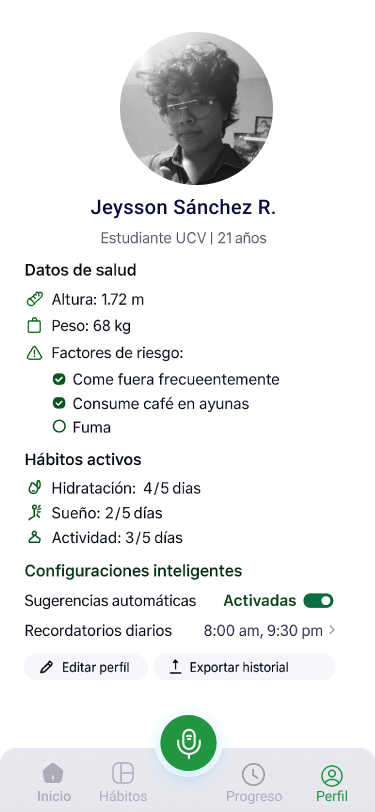 Jeysson Sánchez R.
Estudiante UCV | 21 años
Datos de salud
Altura: 1.72 m
Peso: 68 kg
Factores de riesgo:
Come fuera frecueentemente
Consume café en ayunas
Fuma
Hábitos activos
Hidratación: 4/5 dias
Sueño: 2/5 días
Actividad: 3/5 días
Configuraciones inteligentes
Sugerencias automáticas Activadas
Recordatorios diarios 8:00 am, 9:30 pm
Editar perfil Exportar historial
Inicio Hábitos Progreso Perfil